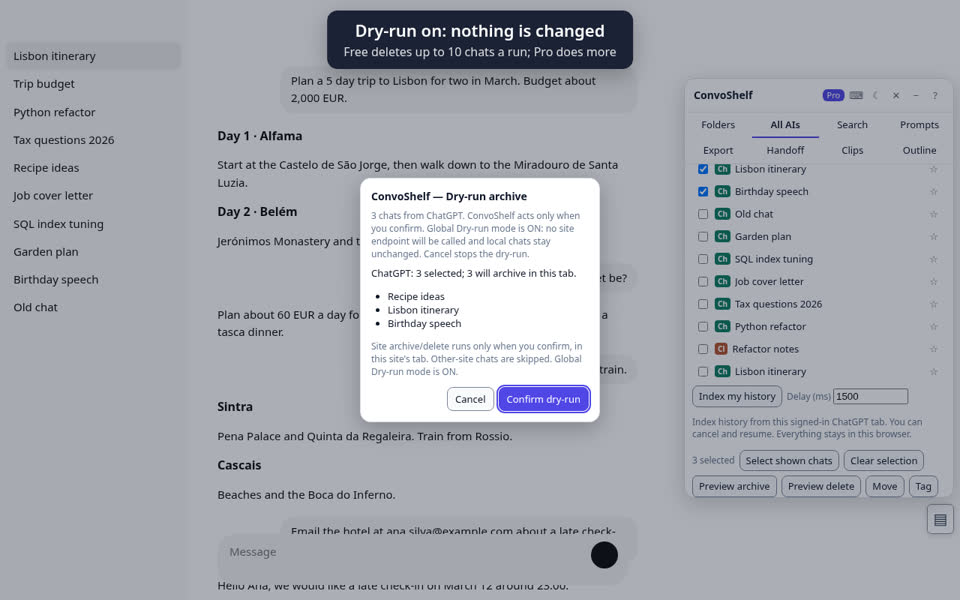 Dry-run on: nothing is changed
Free deletes up to 10 chats a run; Pro does more
Lisbon itinerary
Trip budget
Python refactor
Tax questions 2026
Recipe ideas
Job cover letter
SQL index tuning
Garden plan
Birthday speech
Old chat
Plan a 5 day trip to Lisbon for two in March. Budget about
2,000 EUR.
Day 1 · Alfama
Start at the Castelo de São Jorge, then walk down to the Miradouro de Santa
Luzia.
Day 2 · Belém
Jerónimos Monastery and t
et be?
Plan about 60 EUR a day fo
a
tasca dinner.
train.
Sintra
Pena Palace and Quinta da Regaleira. Train from Rossio.
Cascais
Beaches and the Boca do Inferno.
Email the hotel at ana.silva@example.com about a late check-
Message
Hello Ana, we would like a late check-in on March 12 around 23:00.
ConvoShelf — Dry-run archive
3 chats from ChatGPT. ConvoShelf acts only when
you confirm. Global Dry-run mode is ON: no site
endpoint will be called and local chats stay
unchanged. Cancel stops the dry-run.
ChatGPT: 3 selected; 3 will archive in this tab.
• Recipe ideas
• Lisbon itinerary
• Birthday speech
Site archive/delete runs only when you confirm, in
this site's tab. Other-site chats are skipped. Global
Dry-run mode is ON.
Cancel
Confirm dry-run
ConvoShelf
Pro
?
Folders
All AIs
Search
Prompts
Export
Handoff
Clips
Outline
Ch Lisbon itinerary
Ch Birthday speech
Ch Old chat
Ch Garden plan
Ch SQL index tuning
Ch Job cover letter
Ch Tax questions 2026
Ch Python refactor
Cl Refactor notes
Ch Lisbon itinerary
Index my history
Delay (ms) 1500
Index history from this signed-in ChatGPT tab. You can
cancel and resume. Everything stays in this browser.
3 selected
Select shown chats
Clear selection
Preview archive
Preview delete
Move
Tag